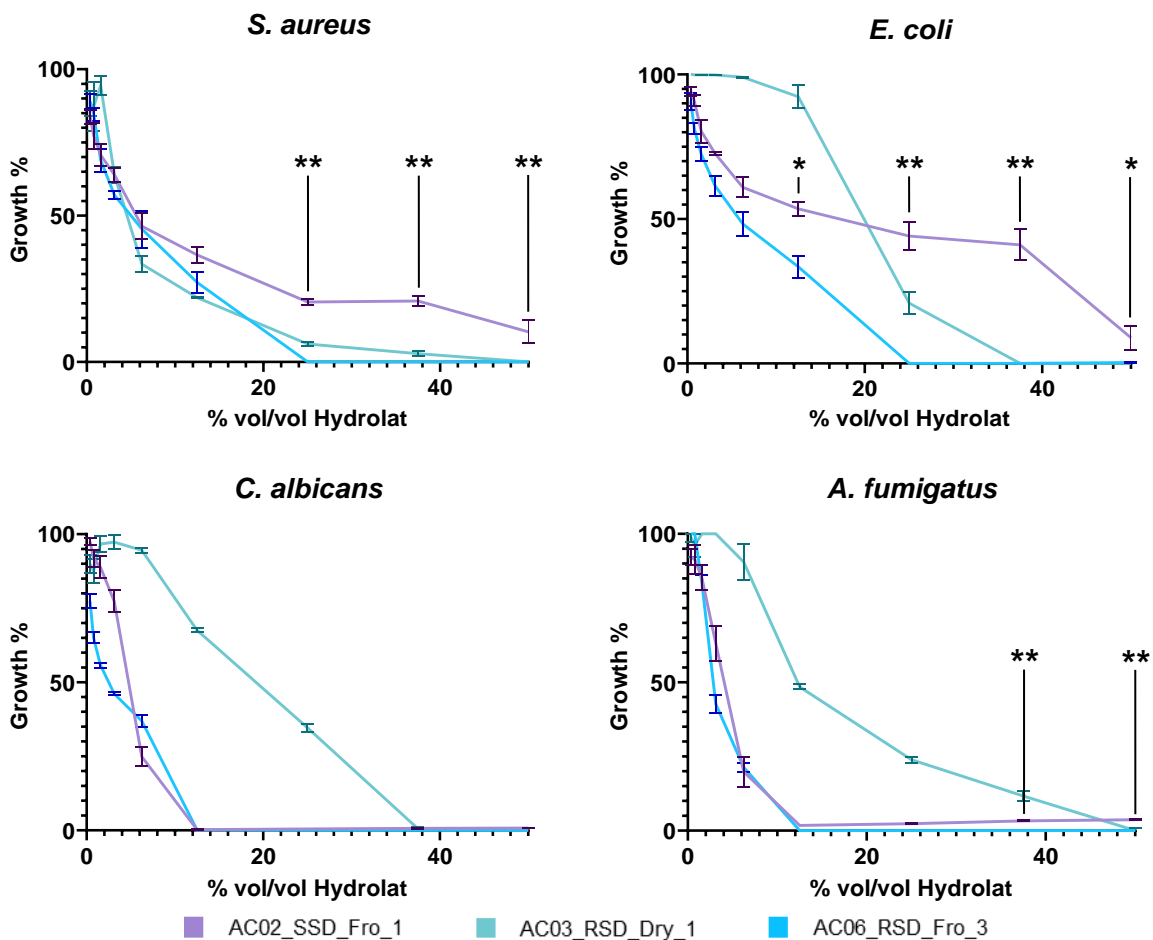 S. aureus
** ** **
100
50
0
Growth %
0 20 40
% vol/vol Hydrolat
E. coli
* ** ** *
100
50
0
Growth %
0 20 40
% vol/vol Hydrolat
C. albicans
100
50
0
Growth %
0 20 40
% vol/vol Hydrolat
A. fumigatus
** **
100
50
0
Growth %
0 20 40
% vol/vol Hydrolat
AC02_SSD_Fro_1 AC03_RSD_Dry_1 AC06_RSD_Fro_3